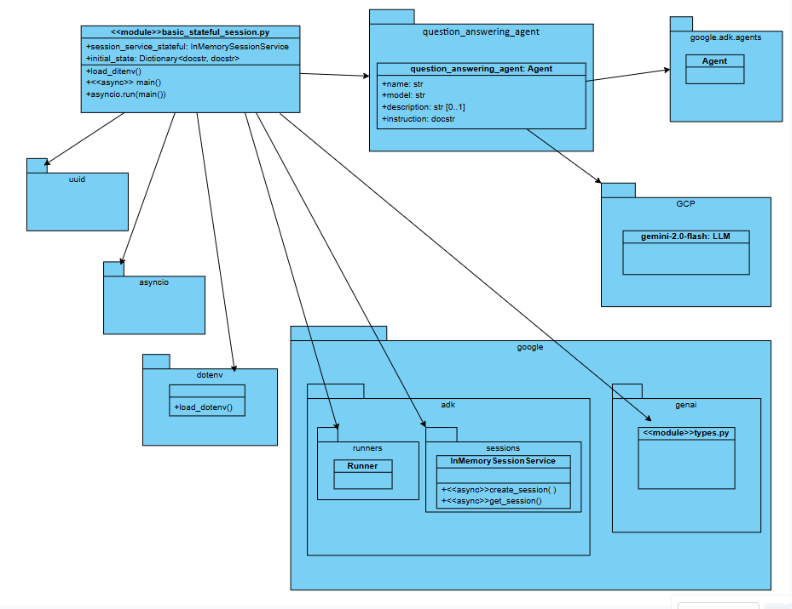 <<module>>basic_stateful_session.py
+session_service_stateful: InMemorySessionService
+initial_state: Dictionary<docstr, docstr>
+load_ditenv()
+<<async>> main()
+asyncio.run(main())
question_answering_agent
question_answering_agent: Agent
+name: str
+model: str
+description: str [0..1]
+instruction: docstr
google.adk.agents
Agent
uuid
GCP
gemini-2.0-flash: LLM
asyncio
dotenv
+load_dotenv()
google
adk
genai
runners
Runner
sessions
InMemorySessionService
+<<async>>create_session( )
+<<async>>get_session()
<<module>>types.py